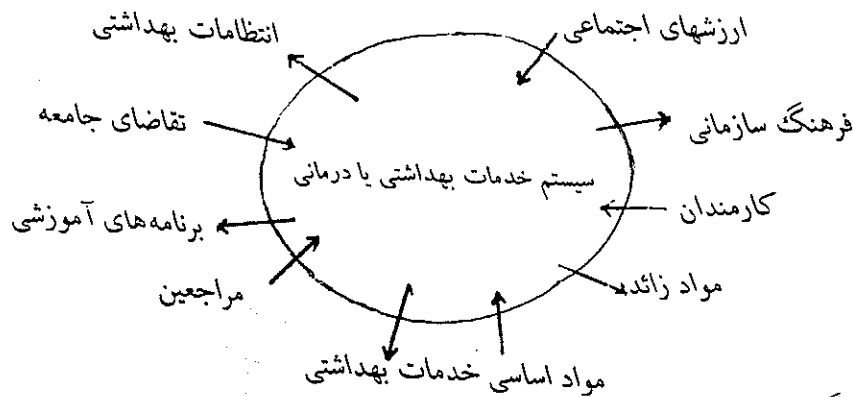 ارزشهای اجتماعی
انتظامات بهداشتی
فرهنگ سازمانی
تقاضای جامعه
سیستم خدمات بهداشتی یا درمانی
کارمندان
برنامه‌های آموزشی
مواد زائد
مراجعین
مواد اساسی
خدمات بهداشتی